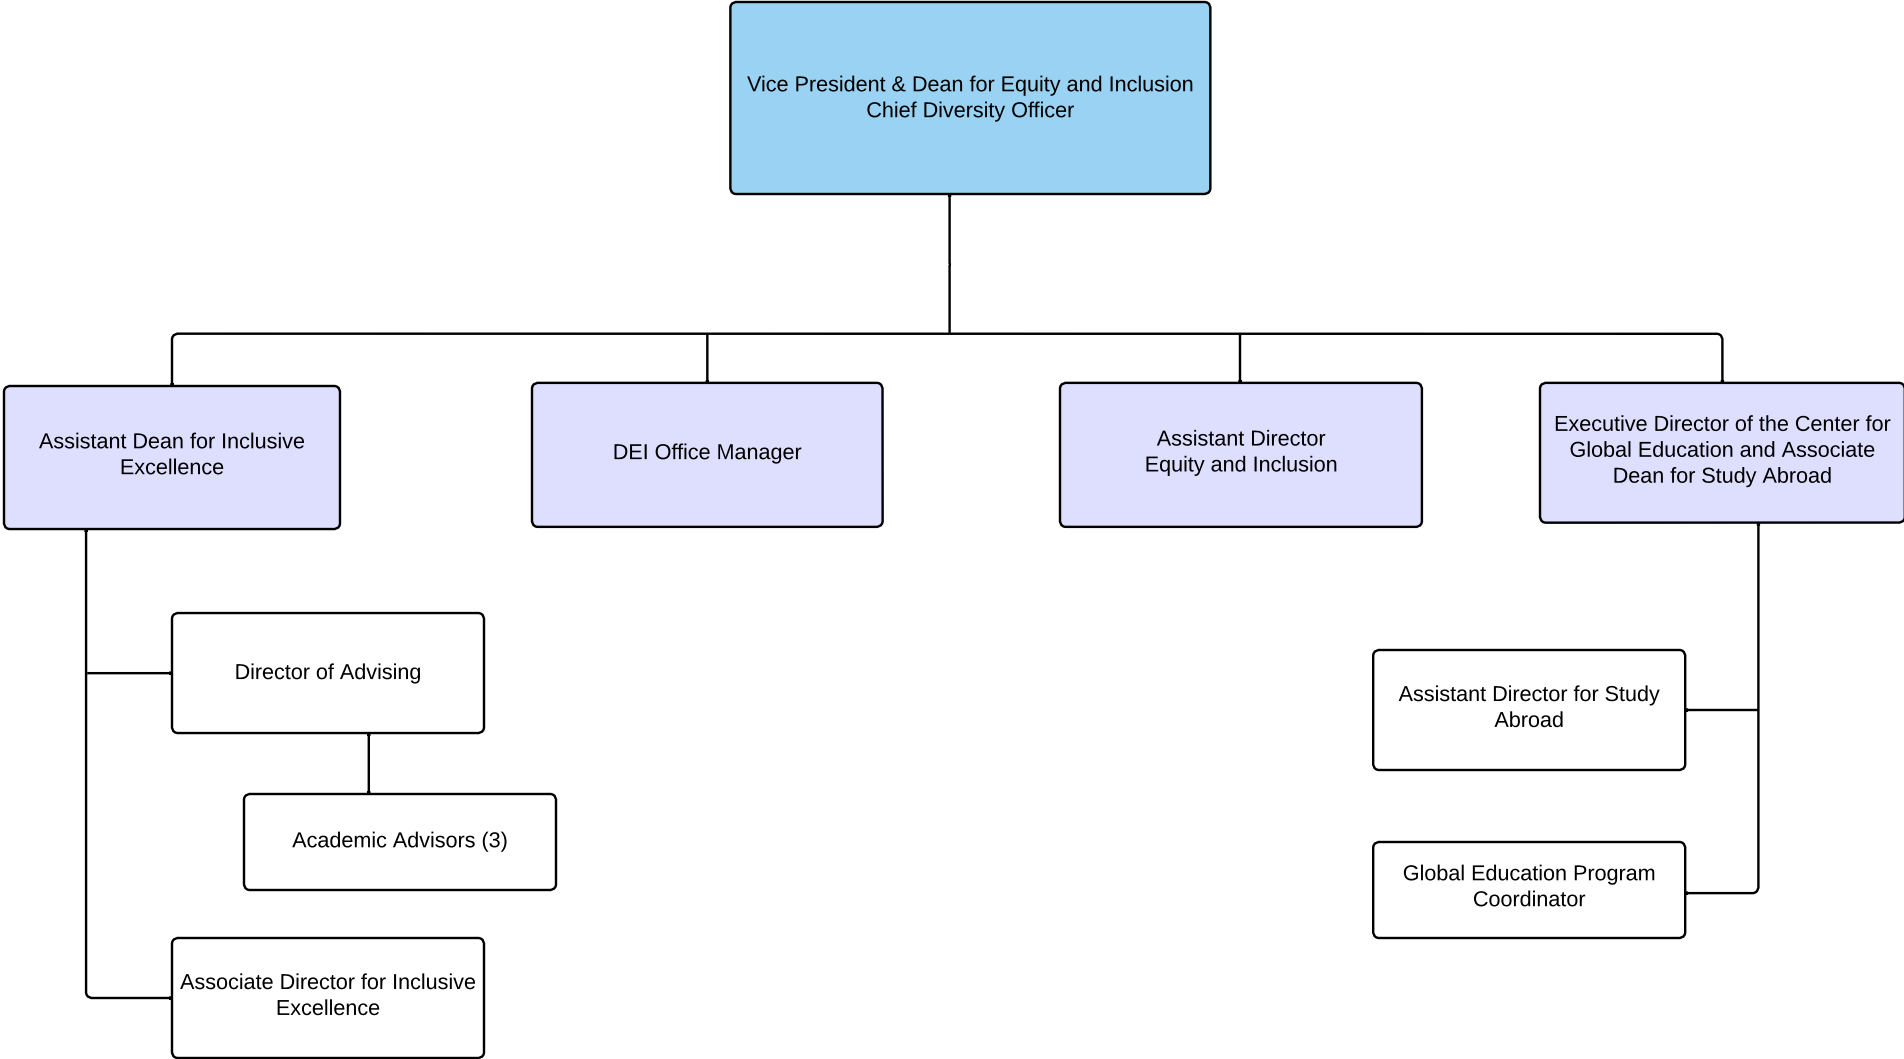 Vice President & Dean for Equity and Inclusion
Chief Diversity Officer
Assistant Dean for Inclusive
Excellence
DEI Office Manager
Assistant Director
Equity and Inclusion
Executive Director of the Center for
Global Education and Associate
Dean for Study Abroad
Director of Advising
Academic Advisors (3)
Associate Director for Inclusive
Excellence
Assistant Director for Study
Abroad
Global Education Program
Coordinator